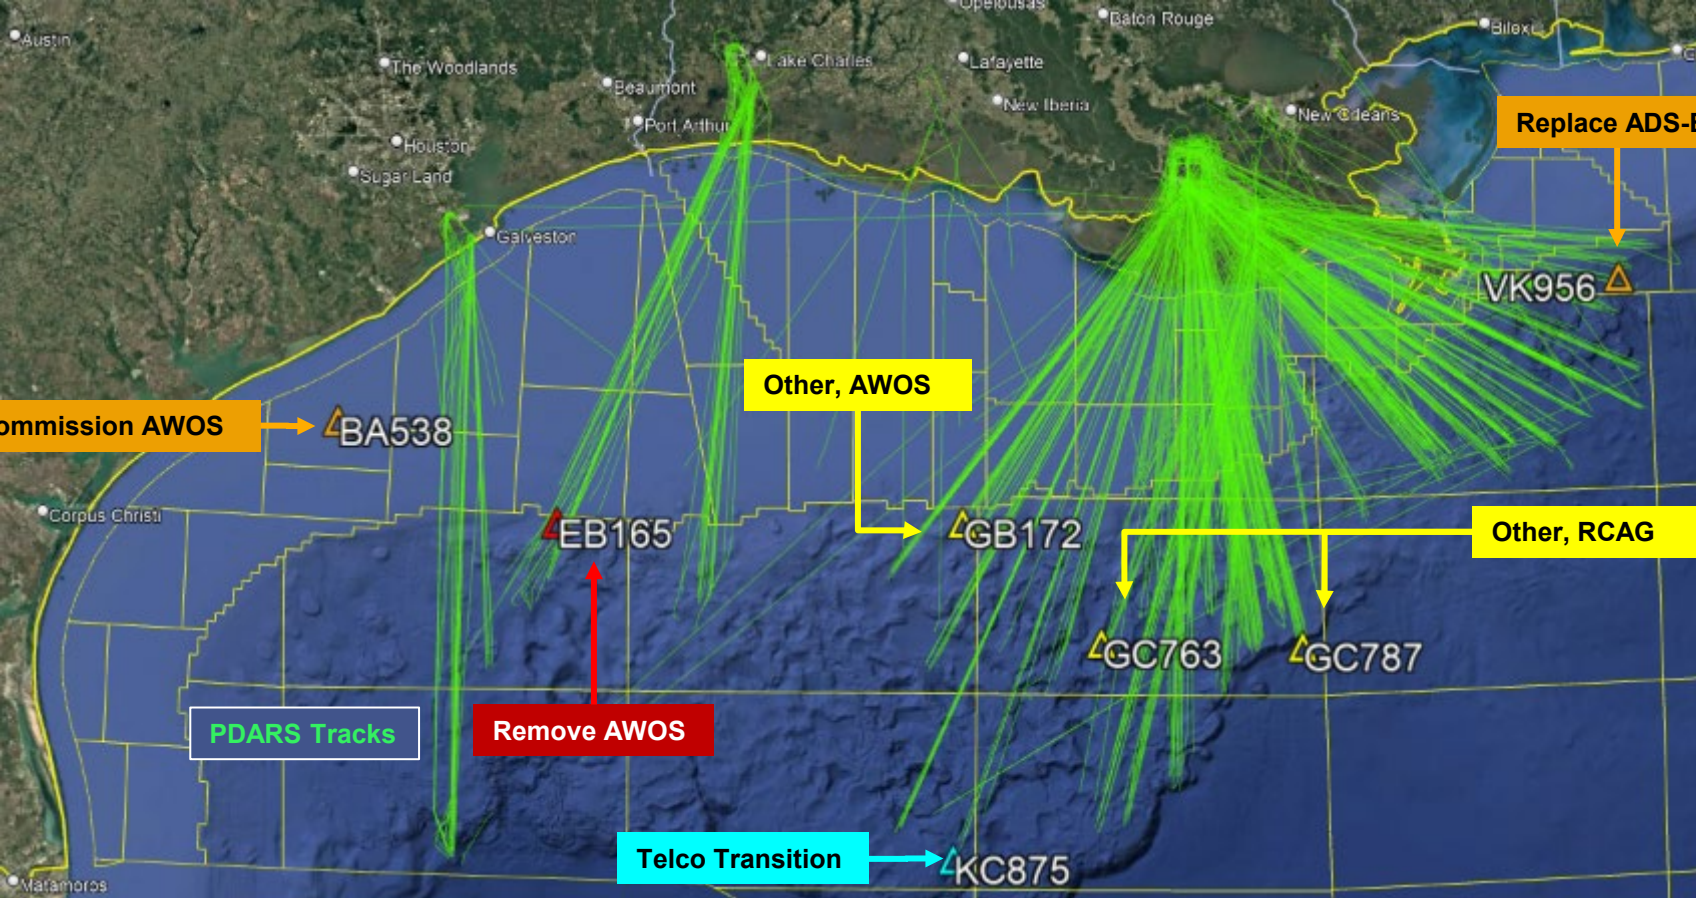 Opelousas
Baton Rouge
Biloxi
Austin
The Woodlands
Lake Charles
Lafayette
Beaumont
New Iberia
New Orleans
Port Arthur
Replace ADS-B
Houston
Sugar Land
Galveston
VK956
Other, AWOS
ommission AWOS
BA538
Corpus Christi
EB165
GB172
Other, RCAG
GC763
GC787
PDARS Tracks
Remove AWOS
Telco Transition
KC875
Matamoros